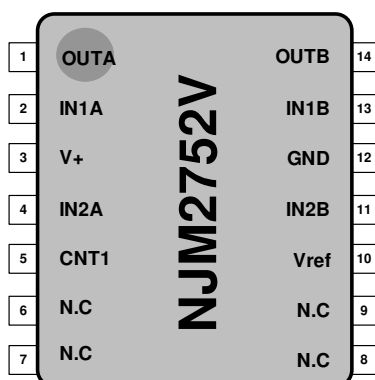 1 OUTA OUTB 14
2 IN1A IN1B 13
3 V+ GND 12
4 IN2A IN2B 11
5 CNT1 Vref 10
6 N.C N.C 9
7 N.C N.C 8
NJM2752V